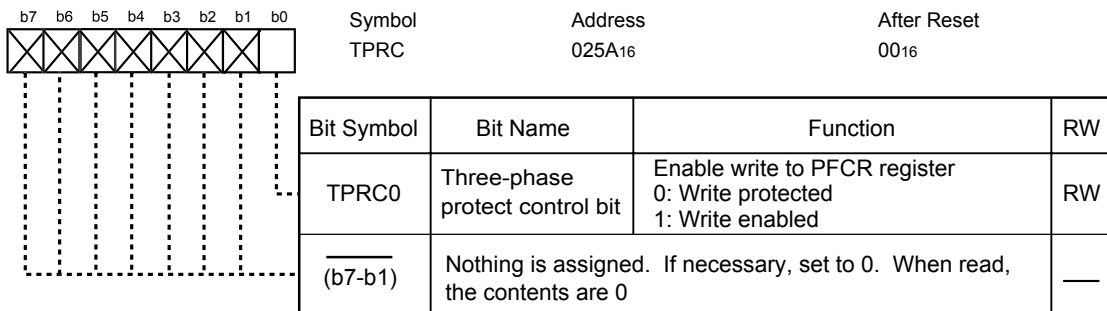 b7 b6 b5 b4 b3 b2 b1 b0
Symbol Address After Reset
TPRC 025A16 0016
Bit Symbol Bit Name Function RW
TPRC0 Three-phase protect control bit Enable write to PFCR register RW
0: Write protected
1: Write enabled
(b7-b1) Nothing is assigned. If necessary, set to 0. When read, —
the contents are 0